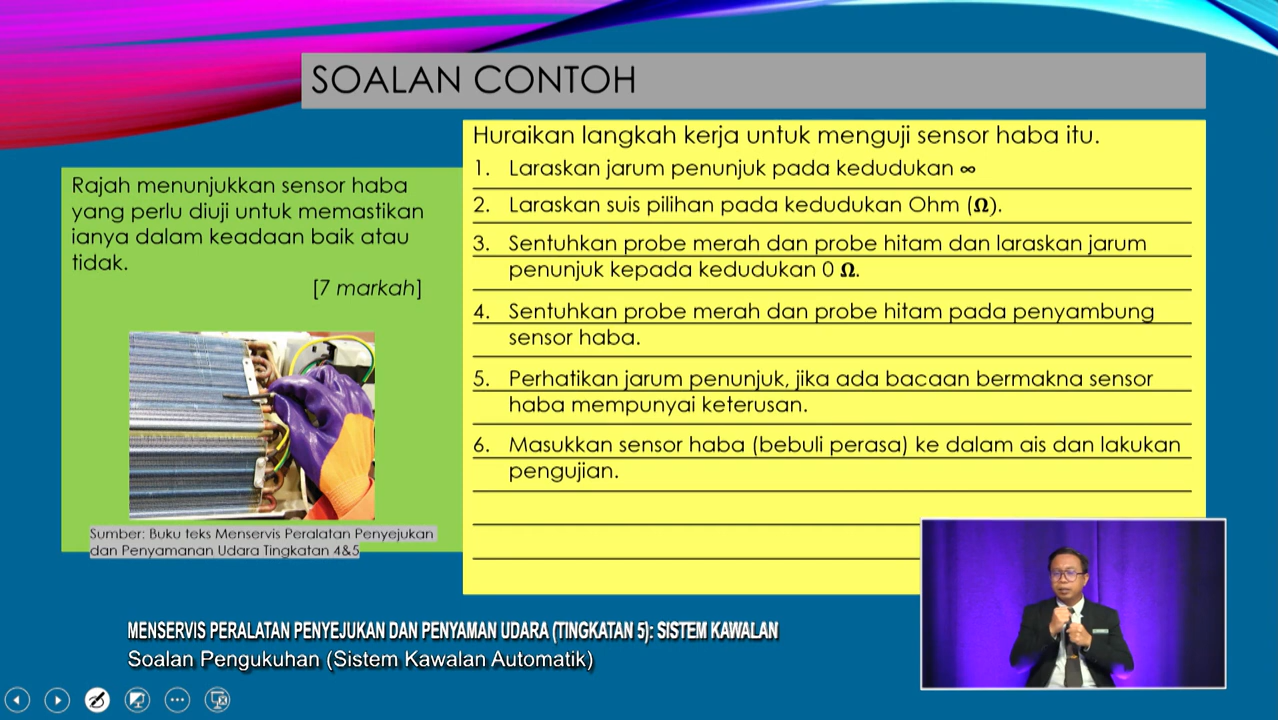 SOALAN CONTOH
Rajah menunjukkan sensor haba
yang perlu diuji untuk memastikan
ianya dalam keadaan baik atau
tidak.
[7 markah]
Sumber: Buku teks Menservis Peralatan Penyejukan
dan Penyamanan Udara Tingkatan 4&5
Huraikan langkah kerja untuk menguji sensor haba itu.
1. Laraskan jarum penunjuk pada kedudukan ∞
2. Laraskan suis pilihan pada kedudukan Ohm (Ω).
3. Sentuhkan probe merah dan probe hitam dan laraskan jarum
penunjuk kepada kedudukan 0 Ω.
4. Sentuhkan probe merah dan probe hitam pada penyambung
sensor haba.
5. Perhatikan jarum penunjuk, jika ada bacaan bermakna sensor
haba mempunyai keterusan.
6. Masukkan sensor haba (bebuli perasa) ke dalam ais dan lakukan
pengujian.
MENSERVIS PERALATAN PENYEJUKAN DAN PENYAMAN UDARA (TINGKATAN 5): SISTEM KAWALAN
Soalan Pengukuhan (Sistem Kawalan Automatik)